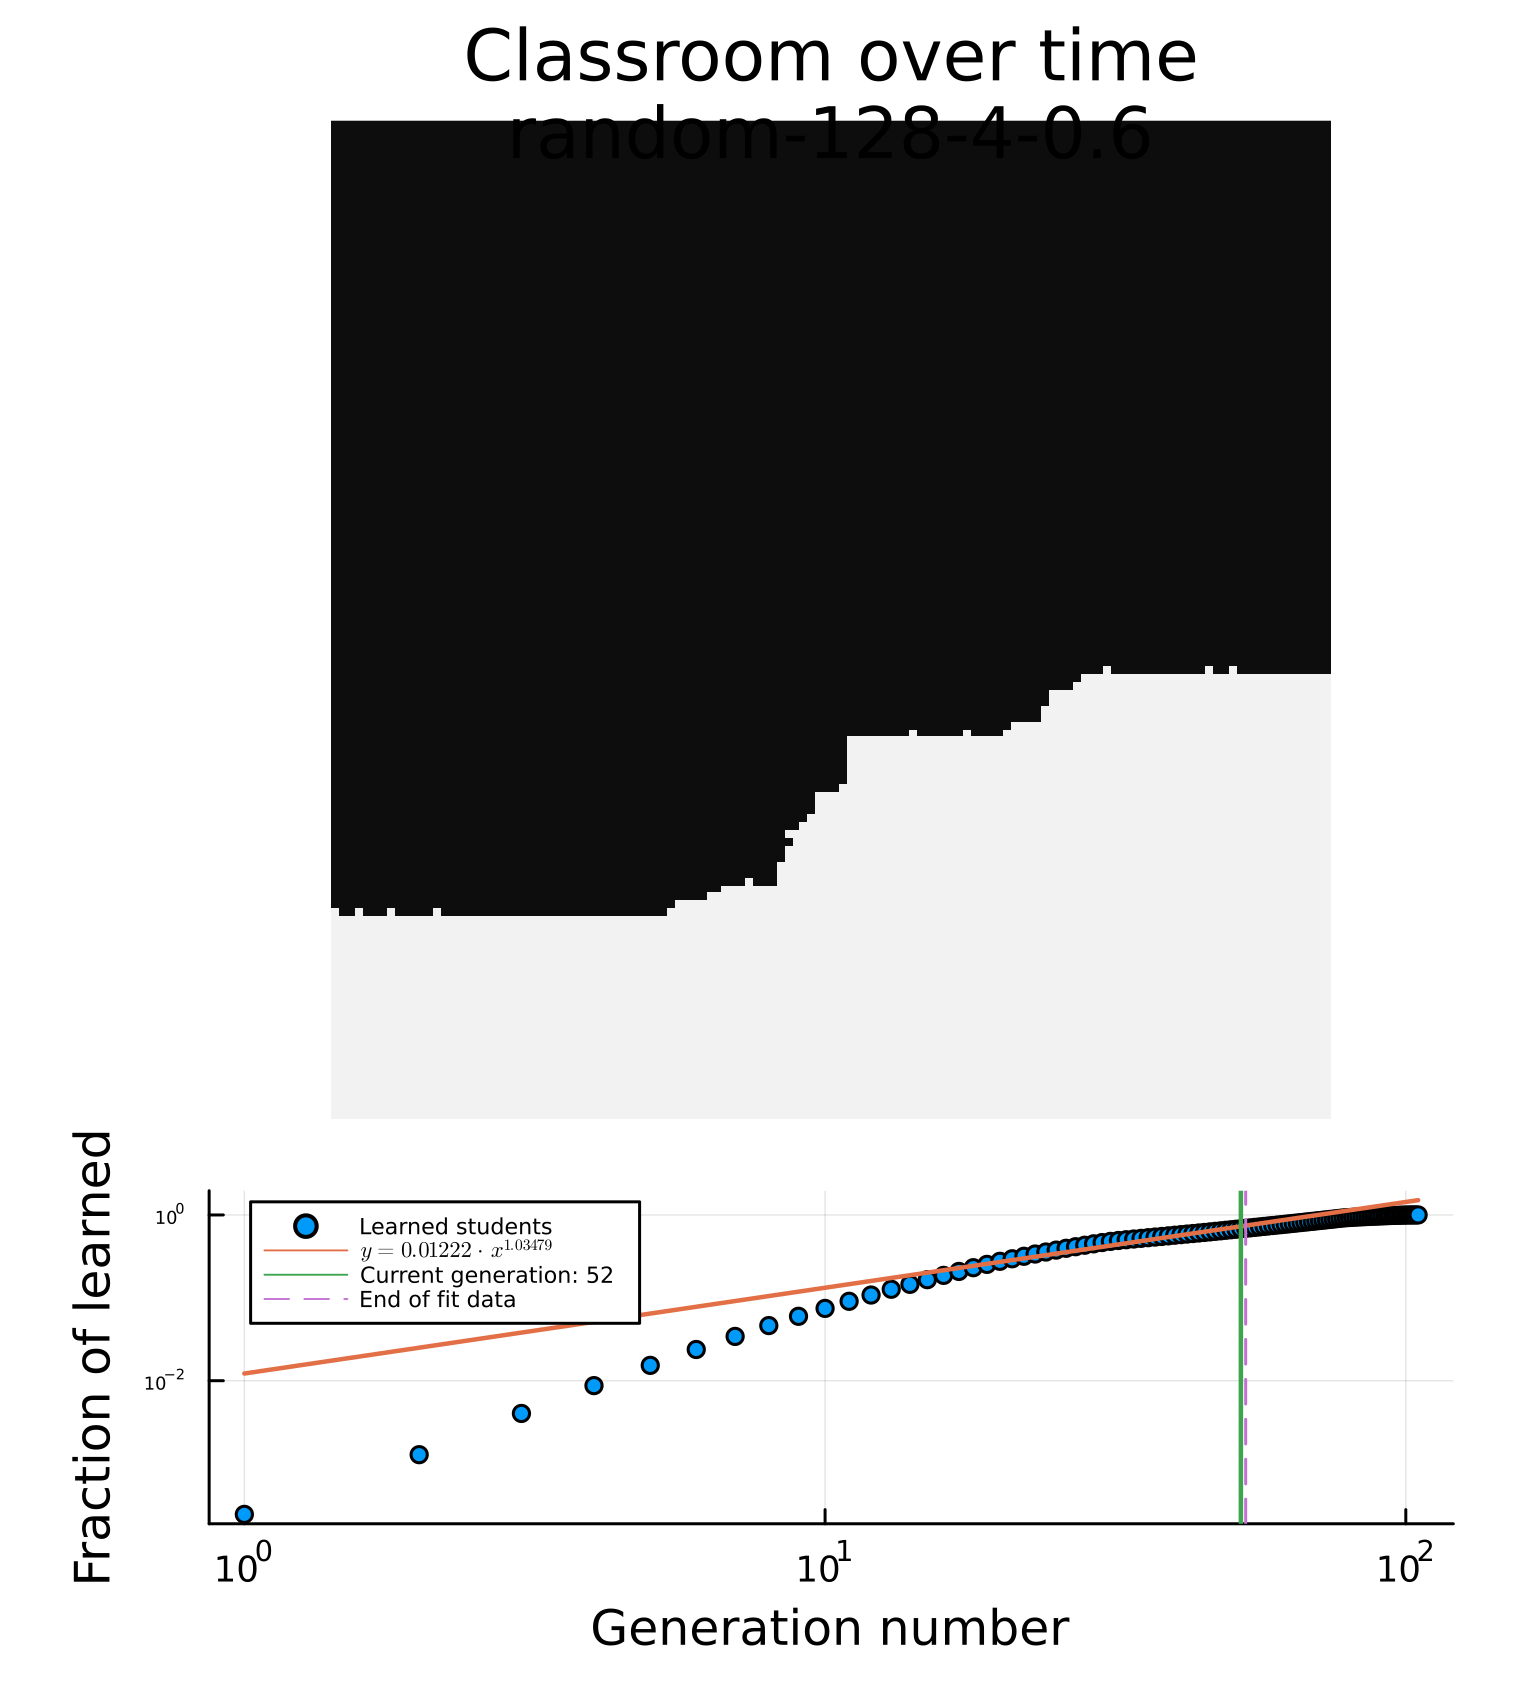 Classroom over time
random-128-4-0.6
Fraction of learned
10⁰
10⁻²
Learned students
y = 0.01222 · x^1.03479
Current generation: 52
End of fit data
10⁰ 10¹ 10²
Generation number